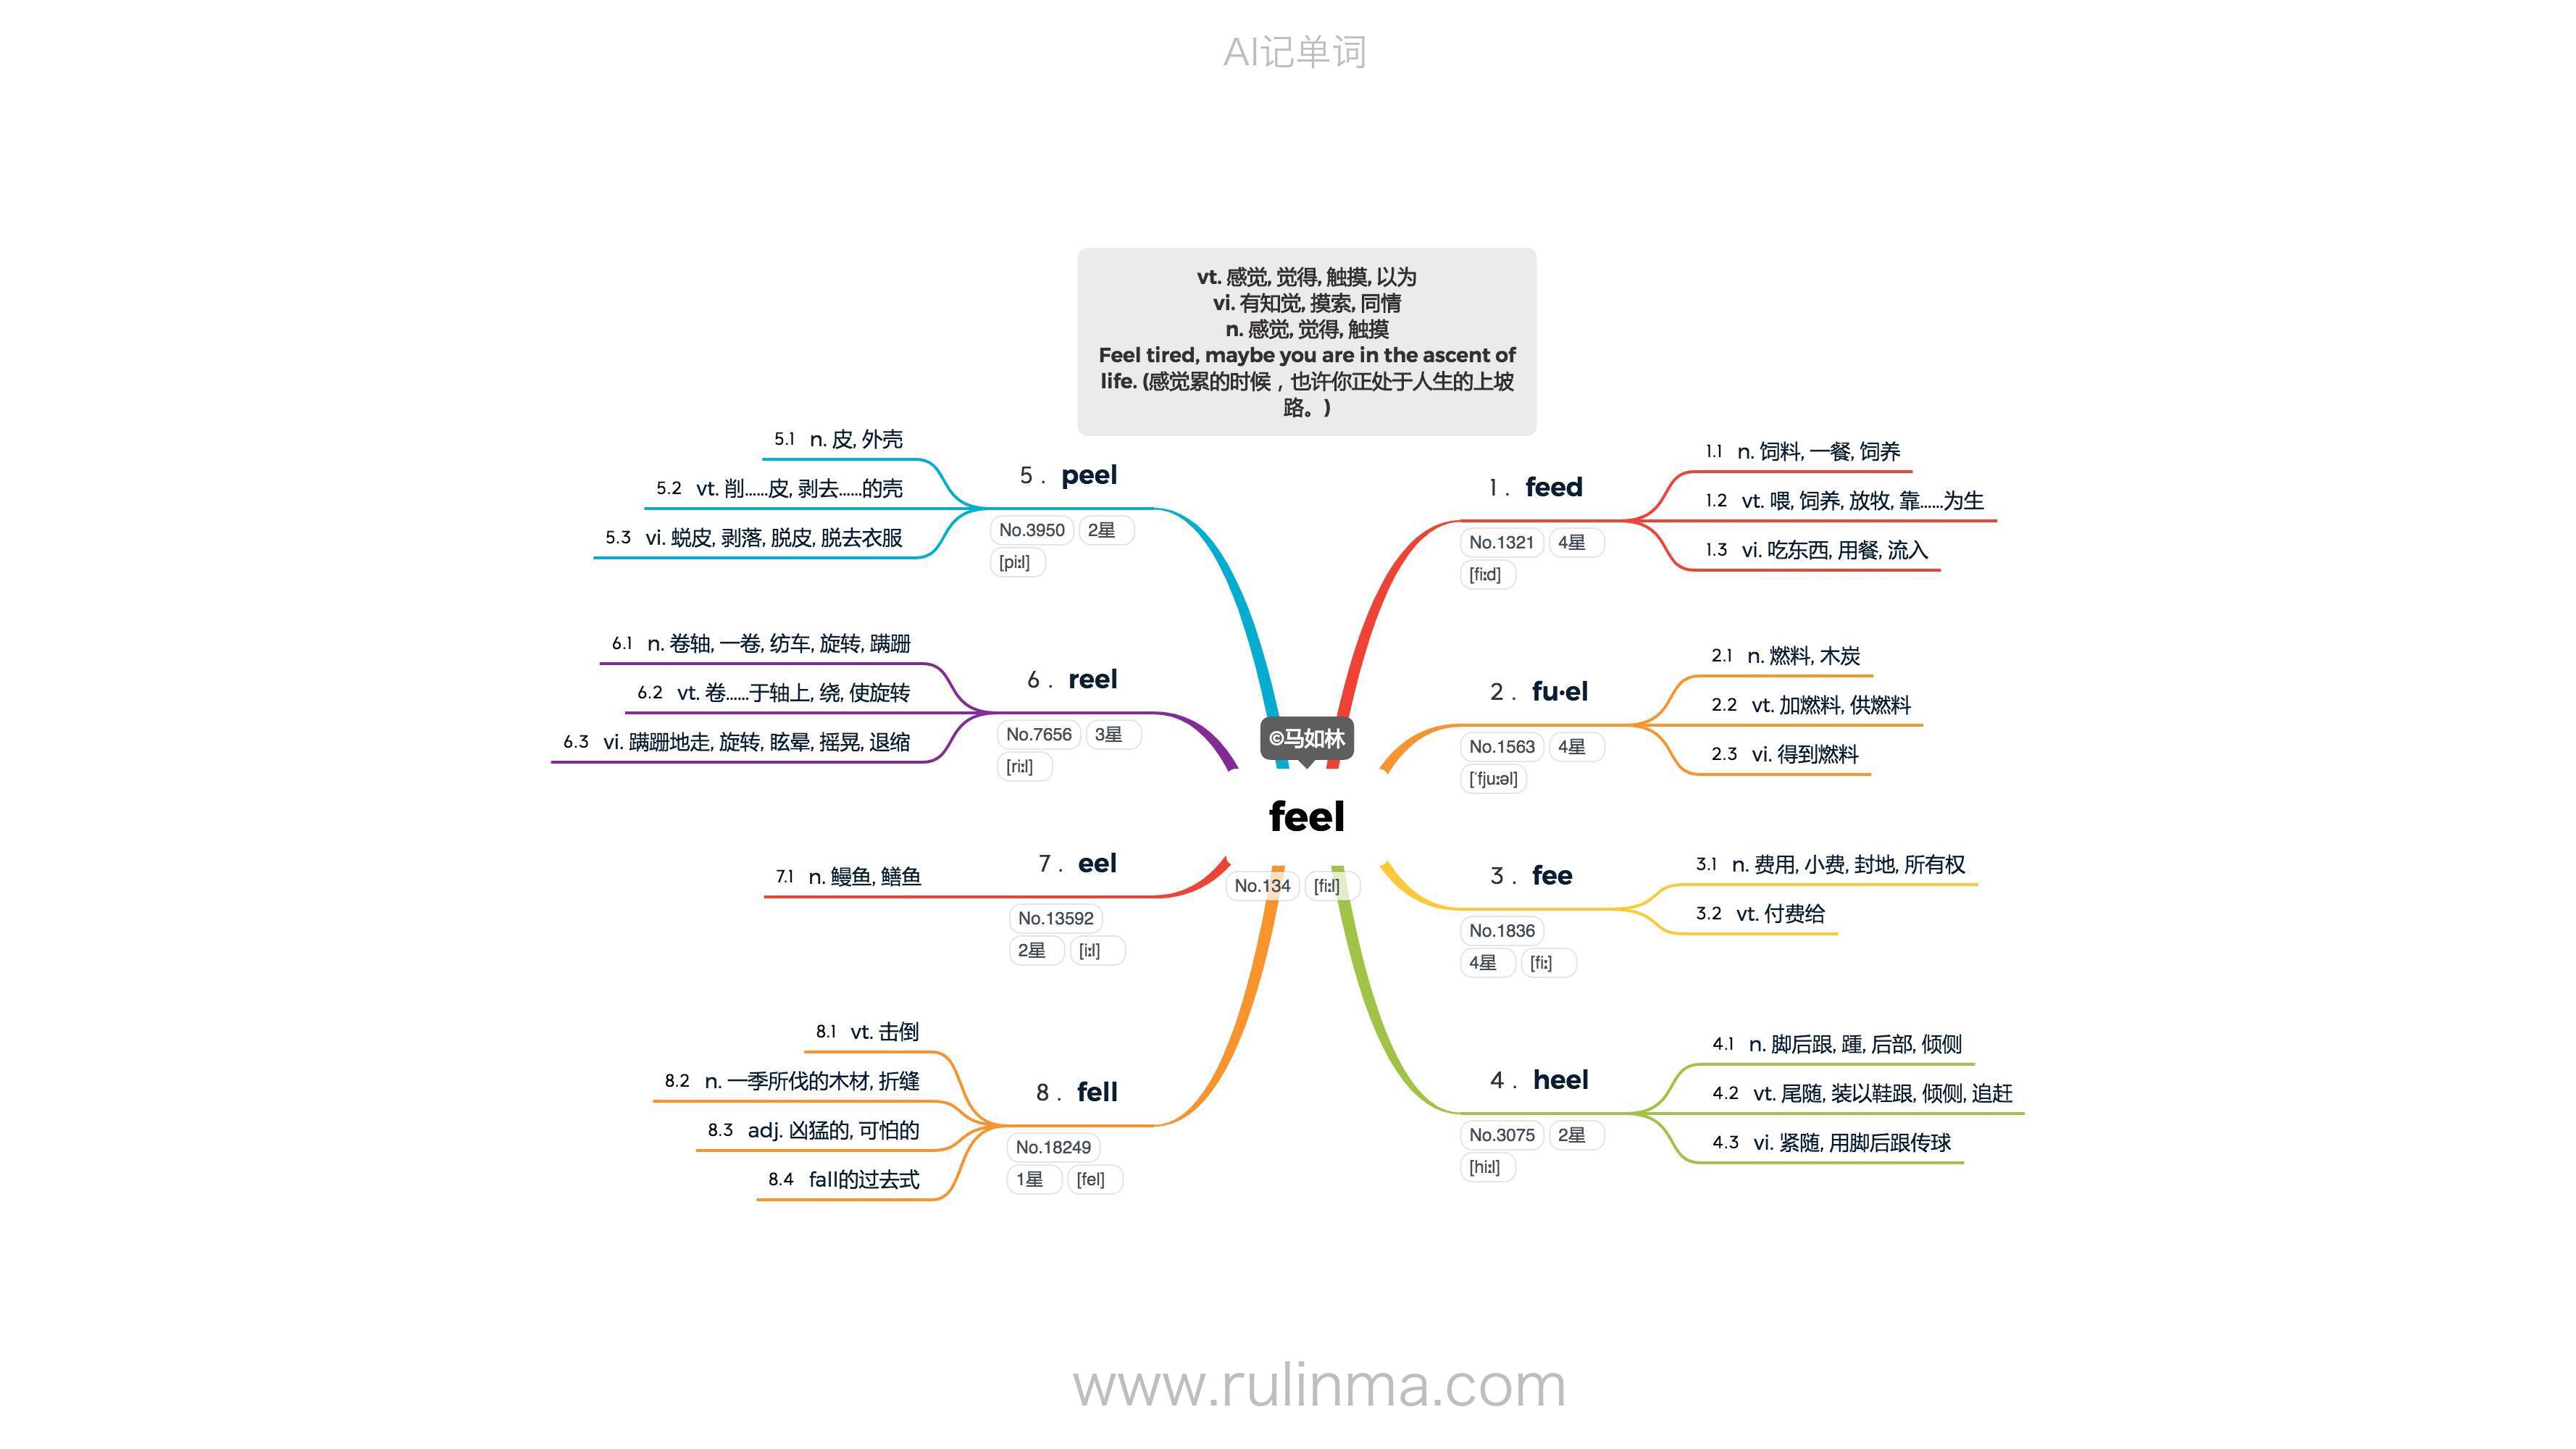 AI记单词
vt. 感觉, 觉得, 触摸, 以为
vi. 有知觉, 摸索, 同情
n. 感觉, 觉得, 触摸
Feel tired, maybe you are in the ascent of
life. (感觉累的时候，也许你正处于人生的上坡
路。)
©马如林
feel
No.134 [fiːl]
1. feed
No.1321 4星
[fiːd]
1.1 n. 饲料, 一餐, 饲养
1.2 vt. 喂, 饲养, 放牧, 靠……为生
1.3 vi. 吃东西, 用餐, 流入
2. fu·el
No.1563 4星
[ˈfjuːəl]
2.1 n. 燃料, 木炭
2.2 vt. 加燃料, 供燃料
2.3 vi. 得到燃料
3. fee
No.1836
4星 [fiː]
3.1 n. 费用, 小费, 封地, 所有权
3.2 vt. 付费给
4. heel
No.3075 2星
[hiːl]
4.1 n. 脚后跟, 踵, 后部, 倾侧
4.2 vt. 尾随, 装以鞋跟, 倾侧, 追赶
4.3 vi. 紧随, 用脚后跟传球
5. peel
No.3950 2星
[piːl]
5.1 n. 皮, 外壳
5.2 vt. 削……皮, 剥去……的壳
5.3 vi. 蜕皮, 剥落, 脱皮, 脱去衣服
6. reel
No.7656 3星
[riːl]
6.1 n. 卷轴, 一卷, 纺车, 旋转, 蹒跚
6.2 vt. 卷……于轴上, 绕, 使旋转
6.3 vi. 蹒跚地走, 旋转, 眩晕, 摇晃, 退缩
7. eel
No.13592
2星 [iːl]
7.1 n. 鳗鱼, 鳝鱼
8. fell
No.18249
1星 [fel]
8.1 vt. 击倒
8.2 n. 一季所伐的木材, 折缝
8.3 adj. 凶猛的, 可怕的
8.4 fall的过去式
www.rulinma.com